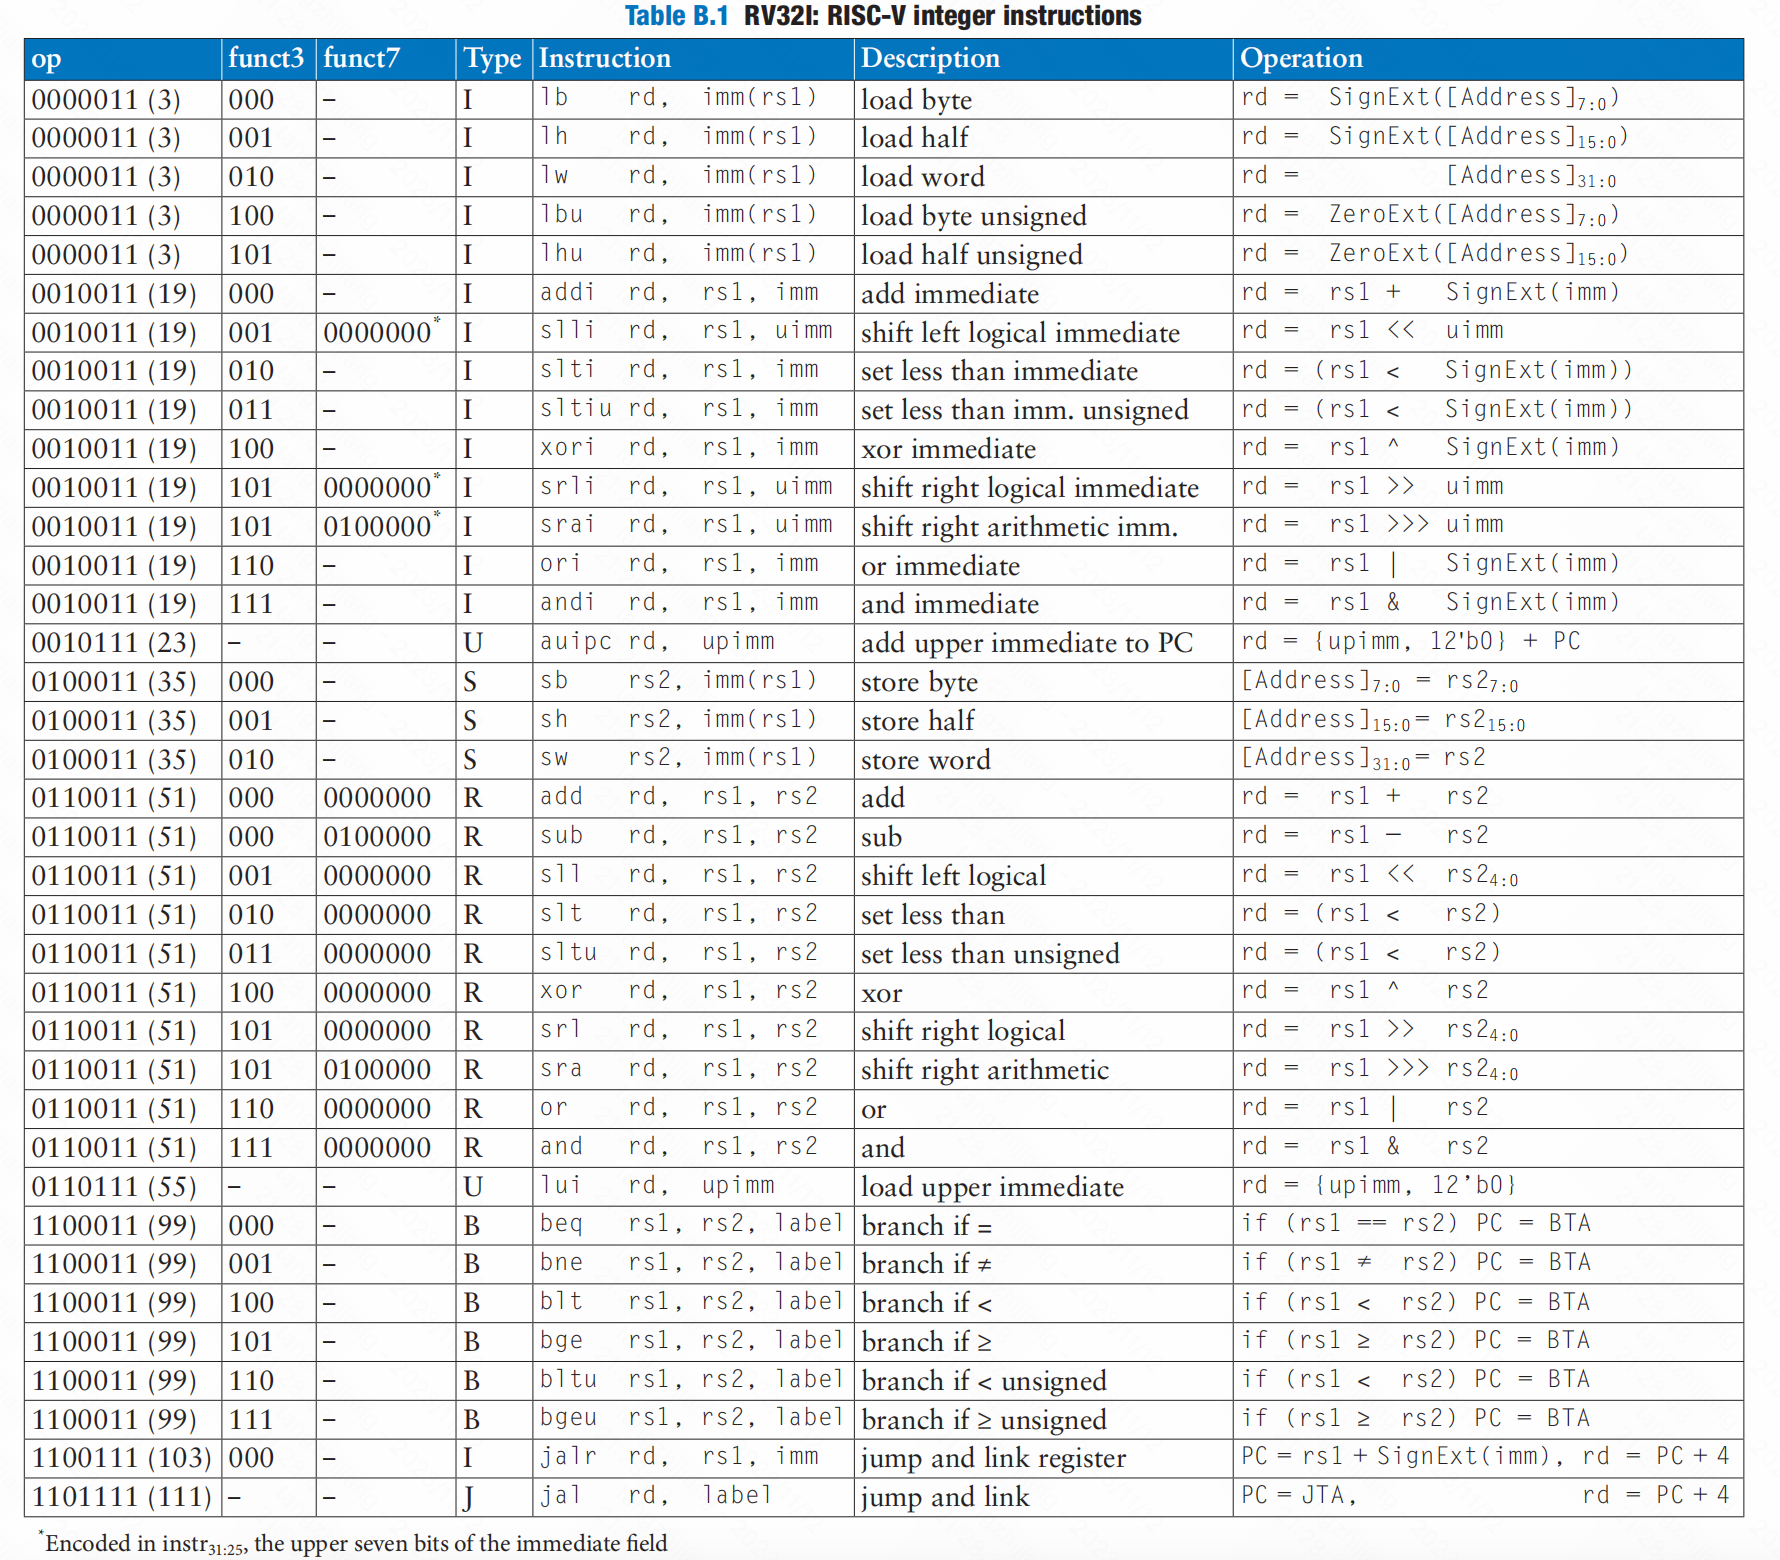 Table B.1 RV32I: RISC-V integer instructions
op funct3 funct7 Type Instruction Description Operation
0000011 (3) 000 – I lb rd, imm(rs1) load byte rd = SignExt([Address]7:0)
0000011 (3) 001 – I lh rd, imm(rs1) load half rd = SignExt([Address]15:0)
0000011 (3) 010 – I lw rd, imm(rs1) load word rd = [Address]31:0
0000011 (3) 100 – I lbu rd, imm(rs1) load byte unsigned rd = ZeroExt([Address]7:0)
0000011 (3) 101 – I lhu rd, imm(rs1) load half unsigned rd = ZeroExt([Address]15:0)
0010011 (19) 000 – I addi rd, rs1, imm add immediate rd = rs1 + SignExt(imm)
0010011 (19) 001 0000000* I slli rd, rs1, uimm shift left logical immediate rd = rs1 << uimm
0010011 (19) 010 – I slti rd, rs1, imm set less than immediate rd = (rs1 < SignExt(imm))
0010011 (19) 011 – I sltiu rd, rs1, imm set less than imm. unsigned rd = (rs1 < SignExt(imm))
0010011 (19) 100 – I xori rd, rs1, imm xor immediate rd = rs1 ^ SignExt(imm)
0010011 (19) 101 0000000* I srli rd, rs1, uimm shift right logical immediate rd = rs1 >> uimm
0010011 (19) 101 0100000* I srai rd, rs1, uimm shift right arithmetic imm. rd = rs1 >>> uimm
0010011 (19) 110 – I ori rd, rs1, imm or immediate rd = rs1 | SignExt(imm)
0010011 (19) 111 – I andi rd, rs1, imm and immediate rd = rs1 & SignExt(imm)
0010111 (23) – – U auipc rd, upimm add upper immediate to PC rd = {upimm, 12'b0} + PC
0100011 (35) 000 – S sb rs2, imm(rs1) store byte [Address]7:0 = rs27:0
0100011 (35) 001 – S sh rs2, imm(rs1) store half [Address]15:0 = rs215:0
0100011 (35) 010 – S sw rs2, imm(rs1) store word [Address]31:0 = rs2
0110011 (51) 000 0000000 R add rd, rs1, rs2 add rd = rs1 + rs2
0110011 (51) 000 0100000 R sub rd, rs1, rs2 sub rd = rs1 – rs2
0110011 (51) 001 0000000 R sll rd, rs1, rs2 shift left logical rd = rs1 << rs24:0
0110011 (51) 010 0000000 R slt rd, rs1, rs2 set less than rd = (rs1 < rs2)
0110011 (51) 011 0000000 R sltu rd, rs1, rs2 set less than unsigned rd = (rs1 < rs2)
0110011 (51) 100 0000000 R xor rd, rs1, rs2 xor rd = rs1 ^ rs2
0110011 (51) 101 0000000 R srl rd, rs1, rs2 shift right logical rd = rs1 >> rs24:0
0110011 (51) 101 0100000 R sra rd, rs1, rs2 shift right arithmetic rd = rs1 >>> rs24:0
0110011 (51) 110 0000000 R or rd, rs1, rs2 or rd = rs1 | rs2
0110011 (51) 111 0000000 R and rd, rs1, rs2 and rd = rs1 & rs2
0110111 (55) – – U lui rd, upimm load upper immediate rd = {upimm, 12’b0}
1100011 (99) 000 – B beq rs1, rs2, label branch if = if (rs1 == rs2) PC = BTA
1100011 (99) 001 – B bne rs1, rs2, label branch if ≠ if (rs1 ≠ rs2) PC = BTA
1100011 (99) 100 – B blt rs1, rs2, label branch if < if (rs1 < rs2) PC = BTA
1100011 (99) 101 – B bge rs1, rs2, label branch if ≥ if (rs1 ≥ rs2) PC = BTA
1100011 (99) 110 – B bltu rs1, rs2, label branch if < unsigned if (rs1 < rs2) PC = BTA
1100011 (99) 111 – B bgeu rs1, rs2, label branch if ≥ unsigned if (rs1 ≥ rs2) PC = BTA
1100111 (103) 000 – I jalr rd, rs1, imm jump and link register PC = rs1 + SignExt(imm), rd = PC + 4
1101111 (111) – – J jal rd, label jump and link PC = JTA, rd = PC + 4
*Encoded in instr31:25, the upper seven bits of the immediate field